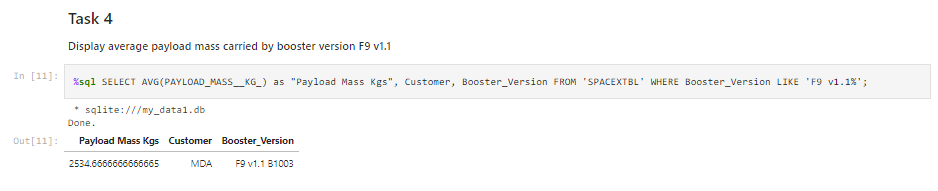 Task 4
Display average payload mass carried by booster version F9 v1.1
In [11]: %sql SELECT AVG(PAYLOAD_MASS__KG_) as "Payload Mass Kgs", Customer, Booster_Version FROM 'SPACEXTBL' WHERE Booster_Version LIKE 'F9 v1.1%';
* sqlite:///my_data1.db
Done.
Out[11]: Payload Mass Kgs Customer Booster_Version
2534.6666666666665 MDA F9 v1.1 B1003